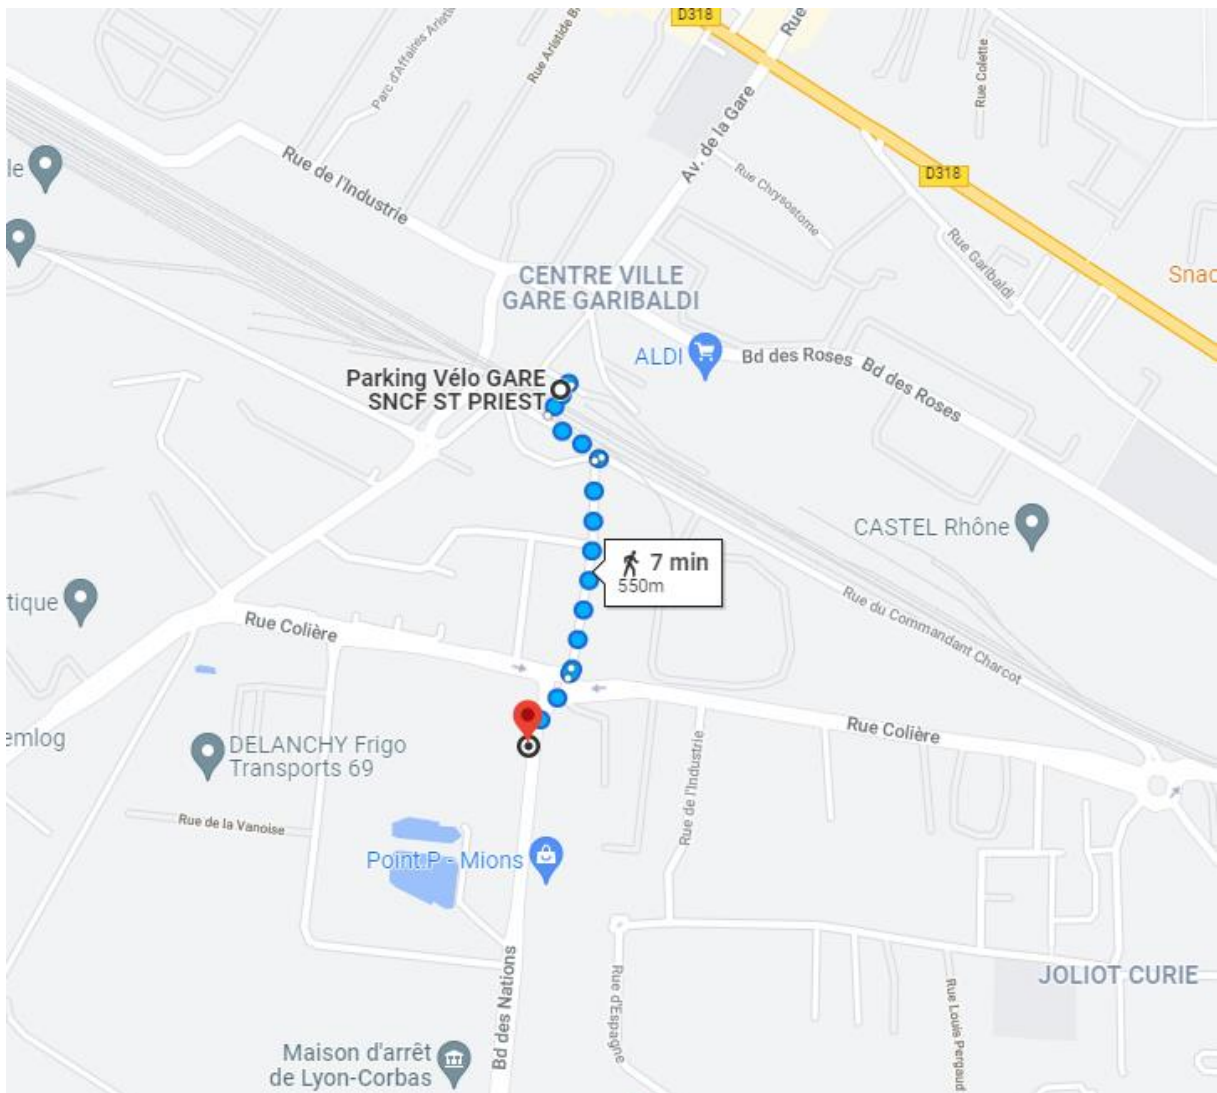 D318
Rue
Rue Colette
Rue Aristide B
Parc d'Affaires Aristi
Av. de la Gare
Rue de l'Industrie
le
Rue Chrysostome
D318
Rue Garibaldi
Snac
CENTRE VILLE
GARE GARIBALDI
ALDI
Bd des Roses
Bd des Roses
Parking Vélo GARE
SNCF ST PRIEST
CASTEL Rhône
7 min
550m
tique
Rue du Commandant Charcot
Rue Colière
Rue Colière
emlog
DELANCHY Frigo
Transports 69
Rue de l'Industrie
Rue de la Vanoise
Point.P - Mions
Bd des Nations
Rue d'Espagne
JOLIOT CURIE
Rue Louis Pergaud
Maison d'arrêt
de Lyon-Corbas